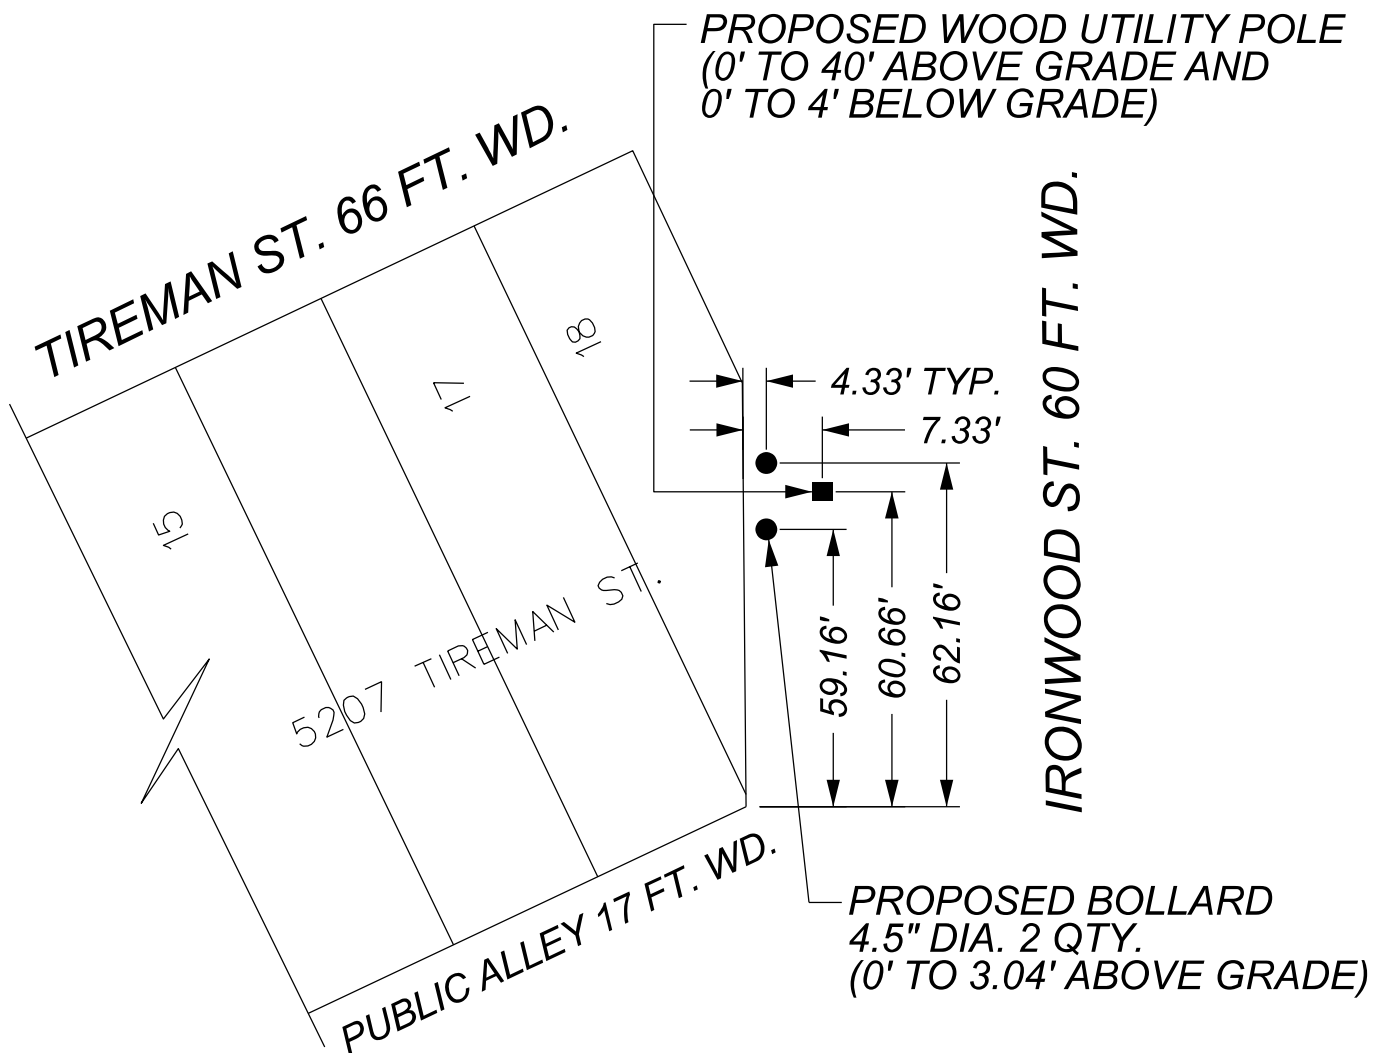 PROPOSED WOOD UTILITY POLE
(0' TO 40' ABOVE GRADE AND
0' TO 4' BELOW GRADE)
TIREMAN ST. 66 FT. WD.
IRONWOOD ST. 60 FT. WD.
18
17
15
4.33' TYP.
7.33'
5207 TIREMAN ST.
59.16'
60.66'
62.16'
PUBLIC ALLEY 17 FT. WD.
PROPOSED BOLLARD
4.5" DIA. 2 QTY.
(0' TO 3.04' ABOVE GRADE)